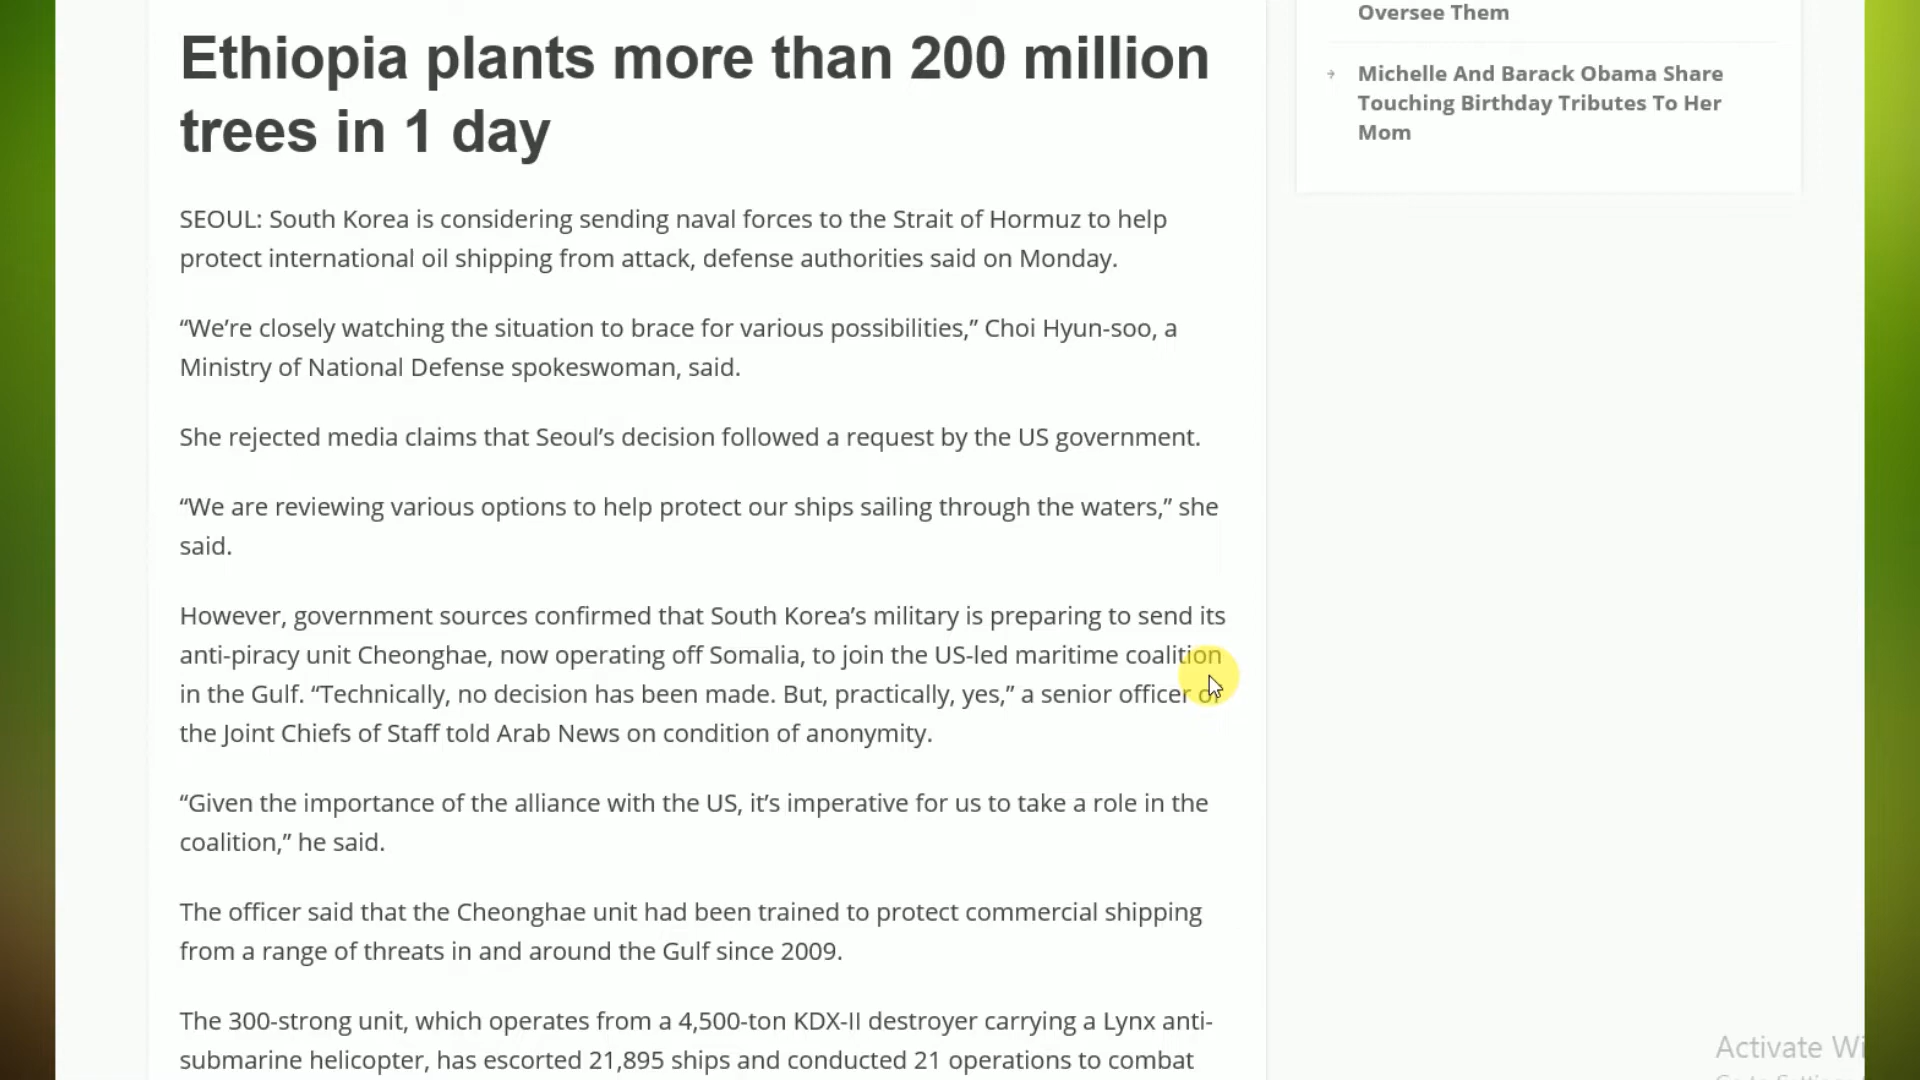 Ethiopia plants more than 200 million
trees in 1 day
SEOUL: South Korea is considering sending naval forces to the Strait of Hormuz to help
protect international oil shipping from attack, defense authorities said on Monday.
“We’re closely watching the situation to brace for various possibilities,” Choi Hyun-soo, a
Ministry of National Defense spokeswoman, said.
She rejected media claims that Seoul’s decision followed a request by the US government.
“We are reviewing various options to help protect our ships sailing through the waters,” she
said.
However, government sources confirmed that South Korea’s military is preparing to send its
anti-piracy unit Cheonghae, now operating off Somalia, to join the US-led maritime coalition
in the Gulf. “Technically, no decision has been made. But, practically, yes,” a senior officer of
the Joint Chiefs of Staff told Arab News on condition of anonymity.
“Given the importance of the alliance with the US, it’s imperative for us to take a role in the
coalition,” he said.
The officer said that the Cheonghae unit had been trained to protect commercial shipping
from a range of threats in and around the Gulf since 2009.
The 300-strong unit, which operates from a 4,500-ton KDX-II destroyer carrying a Lynx anti-
submarine helicopter, has escorted 21,895 ships and conducted 21 operations to combat
Oversee Them
Michelle And Barack Obama Share
Touching Birthday Tributes To Her
Mom
Activate Wi